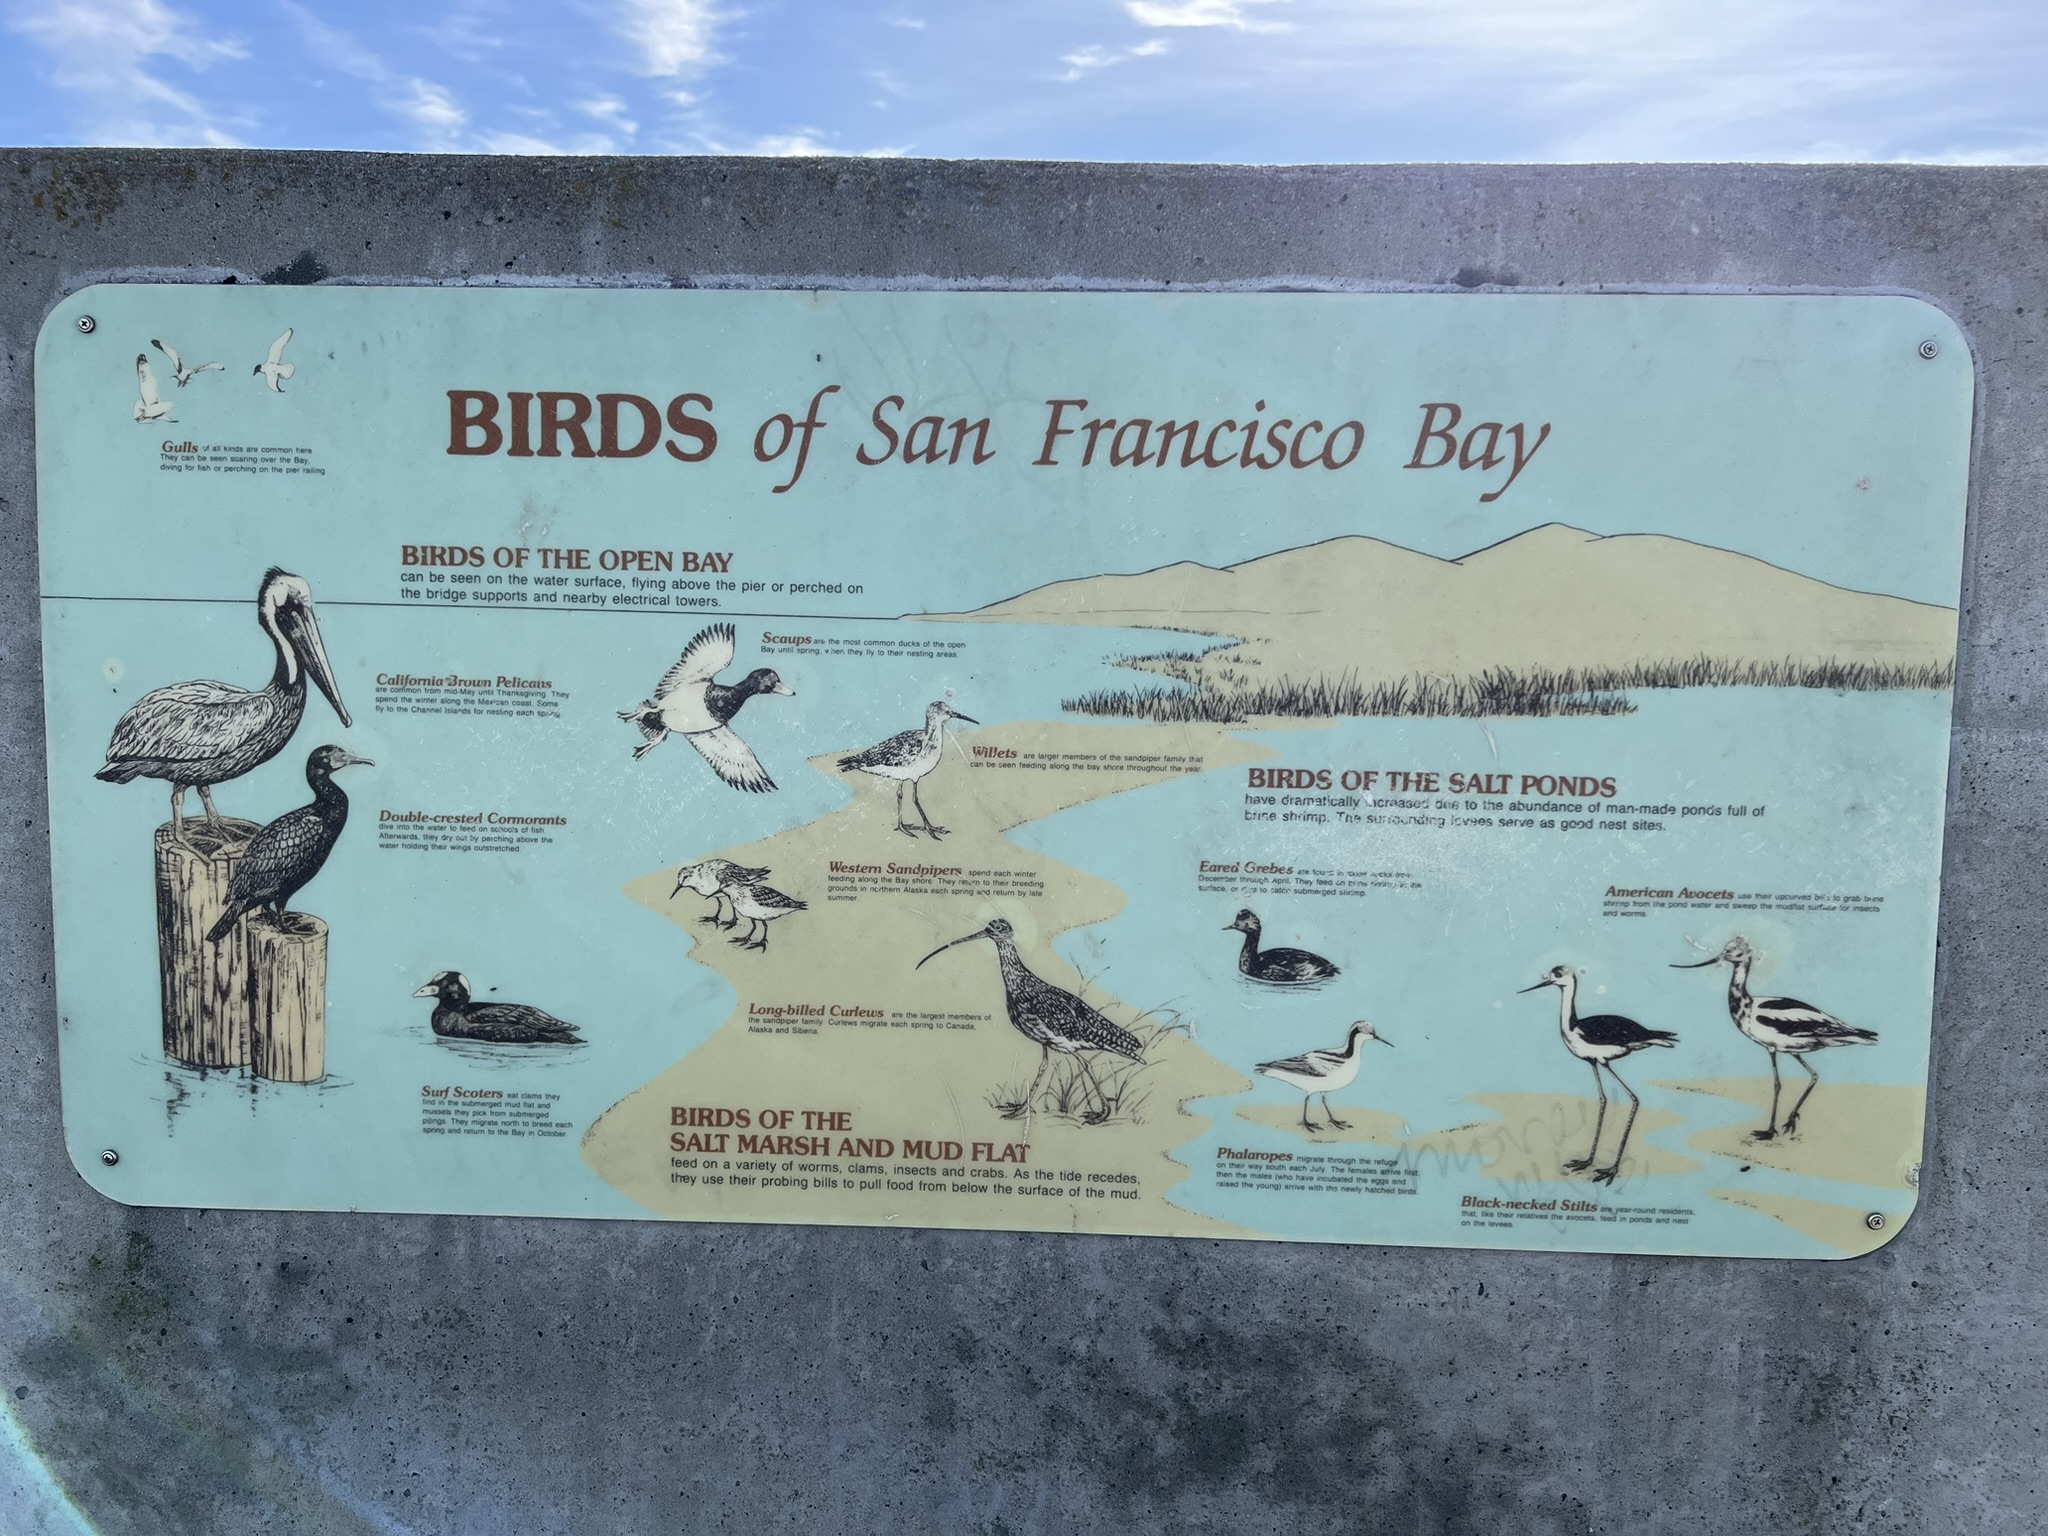 BIRDS of San Francisco Bay
Gulls of all kinds are common here
They can be seen soaring over the Bay,
diving for fish or perching on the pier railing
BIRDS OF THE OPEN BAY
can be seen on the water surface, flying above the pier or perched on
the bridge supports and nearby electrical towers.
California Brown Pelicans
are common from mid-May until Thanksgiving. They
spend the winter along the Mexican coast. Some
fly to the Channel Islands for nesting each spring
Scaups are the most common ducks of the open
Bay until spring, when they fly to their nesting areas.
Double-crested Cormorants
dive into the water to feed on schools of fish.
Afterwards, they dry out by perching above the
water holding their wings outstretched.
Surf Scoters eat clams they
find in the submerged mud flat and
mussels they pick from submerged
pilings. They migrate north to breed each
spring and return to the Bay in October.
Willets are larger members of the sandpiper family that
can be seen feeding along the bay shore throughout the year.
Western Sandpipers spend each winter
feeding along the Bay shore. They return to their breeding
grounds in northern Alaska each spring and return by late
summer.
Long-billed Curlews are the largest members of
the sandpiper family. Curlews migrate each spring to Canada,
Alaska and Siberia.
BIRDS OF THE
SALT MARSH AND MUD FLAT
feed on a variety of worms, clams, insects and crabs. As the tide recedes,
they use their probing bills to pull food from below the surface of the mud.
BIRDS OF THE SALT PONDS
have dramatically increased due to the abundance of man-made ponds full of
brine shrimp. The surrounding levees serve as good nest sites.
Eared Grebes are found in
December through April. They feed on
surface, or dive to catch submerged shrimp.
American Avocets use their upcurved bills to grab brine
shrimp from the pond water and sweep the mudflat surface for insects
and worms.
Phalaropes migrate through the refuge
on their way south each July. The females arrive first;
then the males (who have incubated the eggs and
raised the young) arrive with the newly hatched birds.
Black-necked Stilts are year-round residents,
that, like their relatives the avocets, feed in ponds and nest
on the levees.